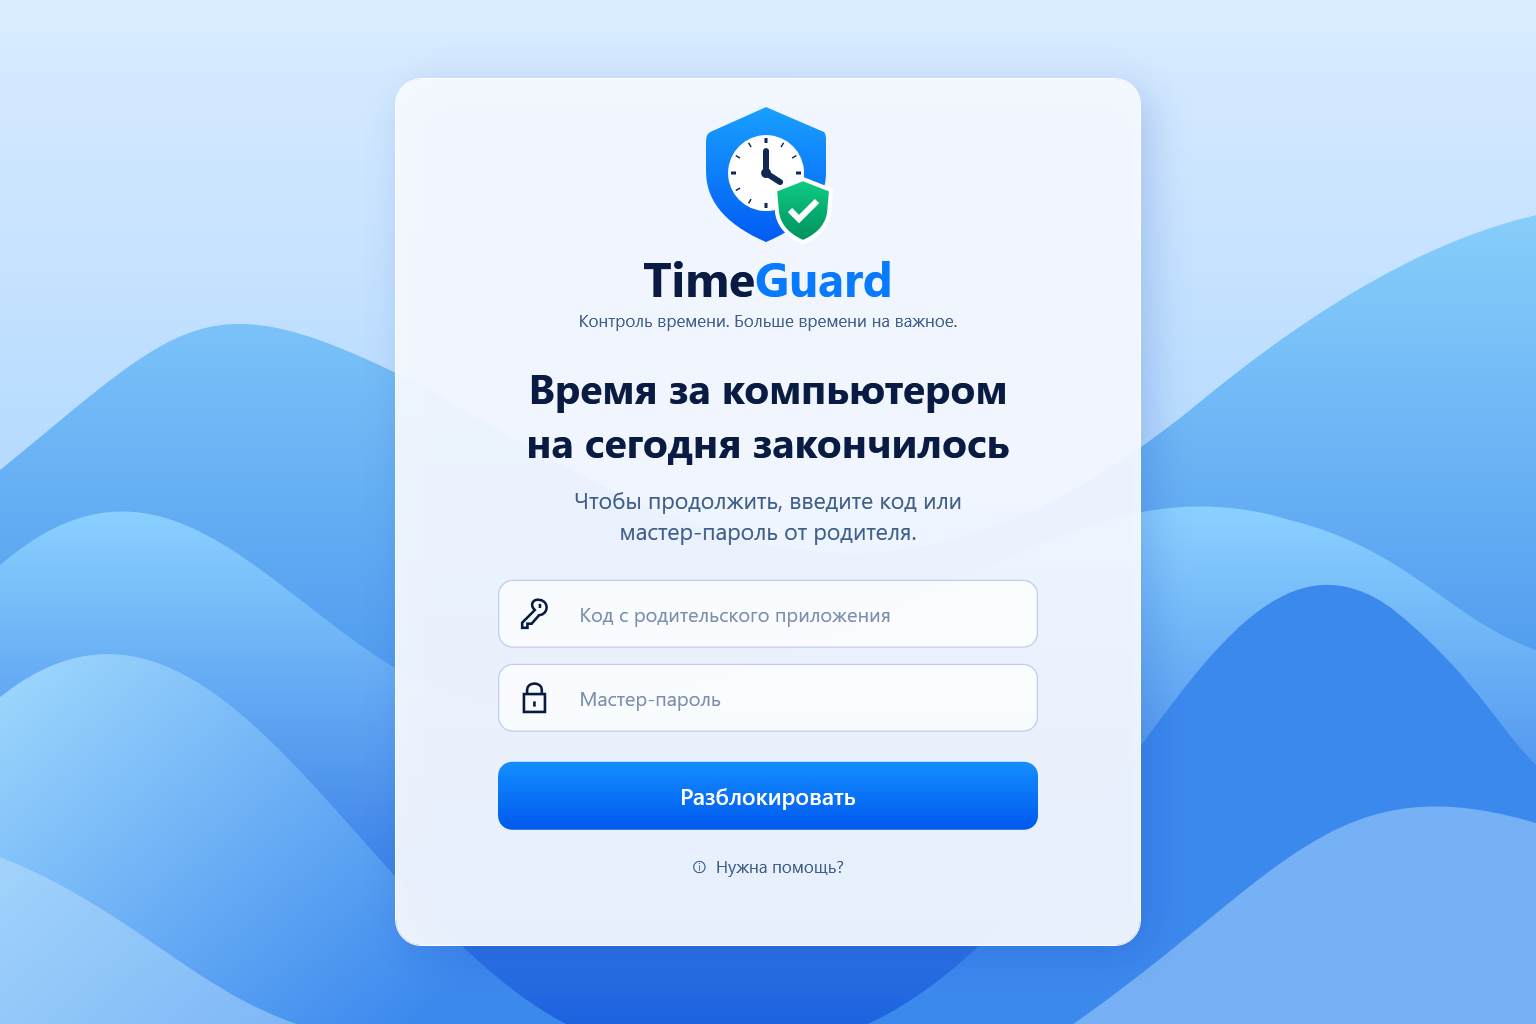 TimeGuard
Контроль времени. Больше времени на важное.
Время за компьютером
на сегодня закончилось
Чтобы продолжить, введите код или
мастер-пароль от родителя.
Код с родительского приложения
Мастер-пароль
Разблокировать
Нужна помощь?